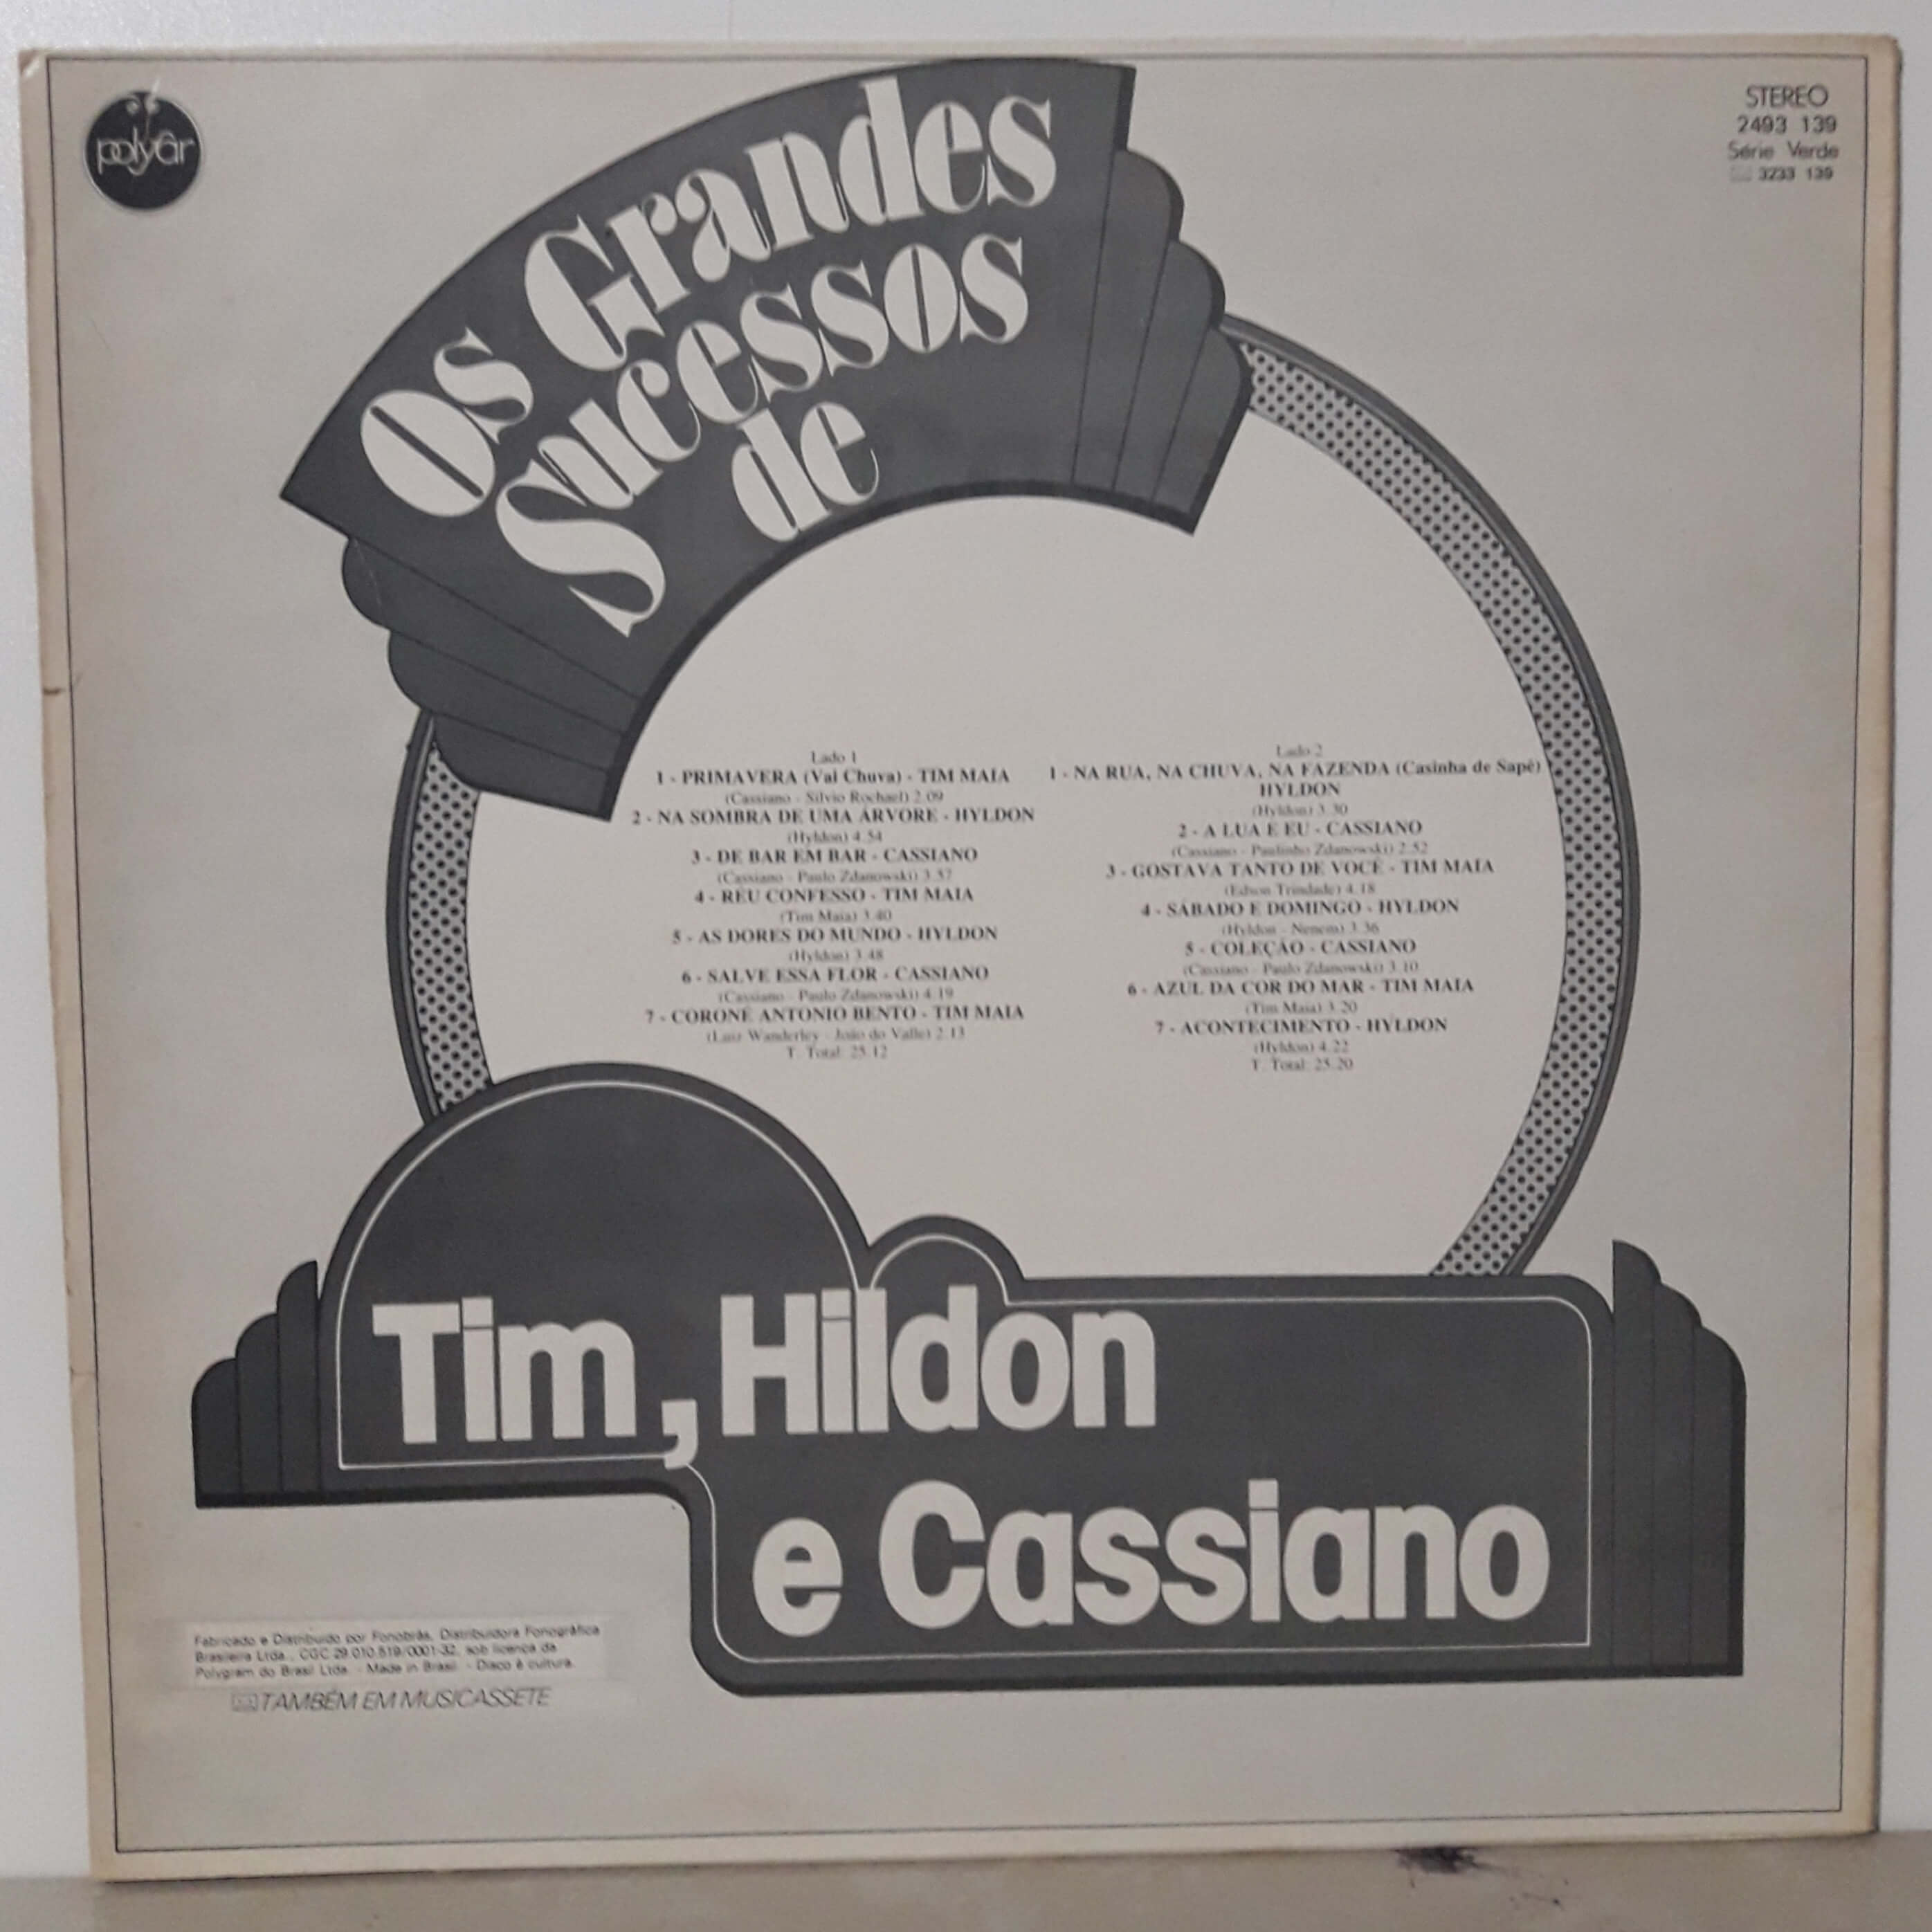 polyfar
STEREO
2493 139
Série Verde
3233 139
Os Grandes
Sucessos
de
Lado 1
1 - PRIMAVERA (Vai Chuva) - TIM MAIA
(Cassiano - Silvio Rochael) 2.09
2 - NA SOMBRA DE UMA ÁRVORE - HYLDON
(Hyldon) 4.54
3 - DE BAR EM BAR - CASSIANO
(Cassiano - Paulo Zdanowski) 3.57
4 - RÉU CONFESSO - TIM MAIA
(Tim Maia) 3.40
5 - AS DORES DO MUNDO - HYLDON
(Hyldon) 3.48
6 - SALVE ESSA FLOR - CASSIANO
(Cassiano - Paulo Zdanowski) 4.19
7 - CORONÉ ANTONIO BENTO - TIM MAIA
(Luiz Wanderley - João do Valle) 2.13
T. Total: 25.12
Lado 2
1 - NA RUA, NA CHUVA, NA FAZENDA (Casinha de Sapê)
HYLDON
(Hyldon) 3.30
2 - A LUA E EU - CASSIANO
(Cassiano - Paulinho Zdanowski) 2.52
3 - GOSTAVA TANTO DE VOCÊ - TIM MAIA
(Edson Trindade) 4.18
4 - SÁBADO E DOMINGO - HYLDON
(Hyldon - Nenem) 3.36
5 - COLEÇÃO - CASSIANO
(Cassiano - Paulo Zdanowski) 3.10
6 - AZUL DA COR DO MAR - TIM MAIA
(Tim Maia) 3.20
7 - ACONTECIMENTO - HYLDON
(Hyldon) 4.22
T. Total: 25.20
Tim, Hildon
e Cassiano
Fabricado e Distribuido por Fonobrás, Distribuidora Fonográfica
Brasileira Ltda., CGC 29.010.519/0001-32, sob licença da
Polygram do Brasil Ltda. - Made in Brasil - Disco é cultura.
TAMBÉM EM MUSICASSETE